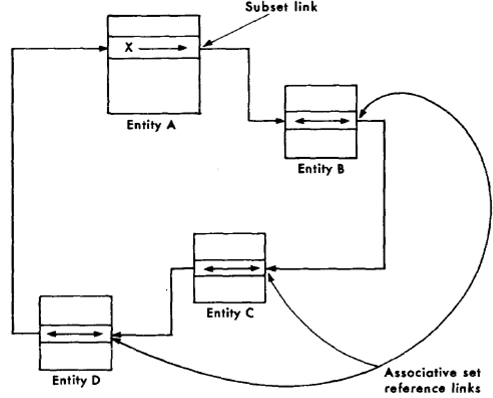 Subset link
X
Entity A
Entity B
Entity C
Entity D
Associative set
reference links